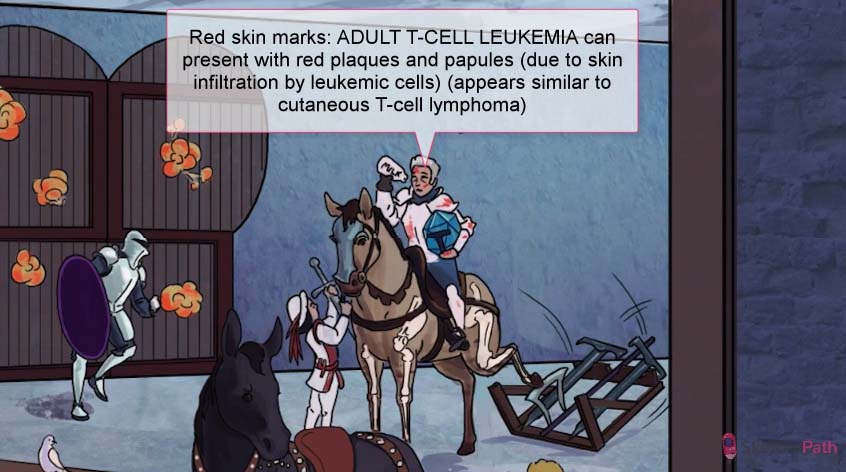 Red skin marks: ADULT T-CELL LEUKEMIA can
present with red plaques and papules (due to skin
infiltration by leukemic cells) (appears similar to
cutaneous T-cell lymphoma)
MILK
Path